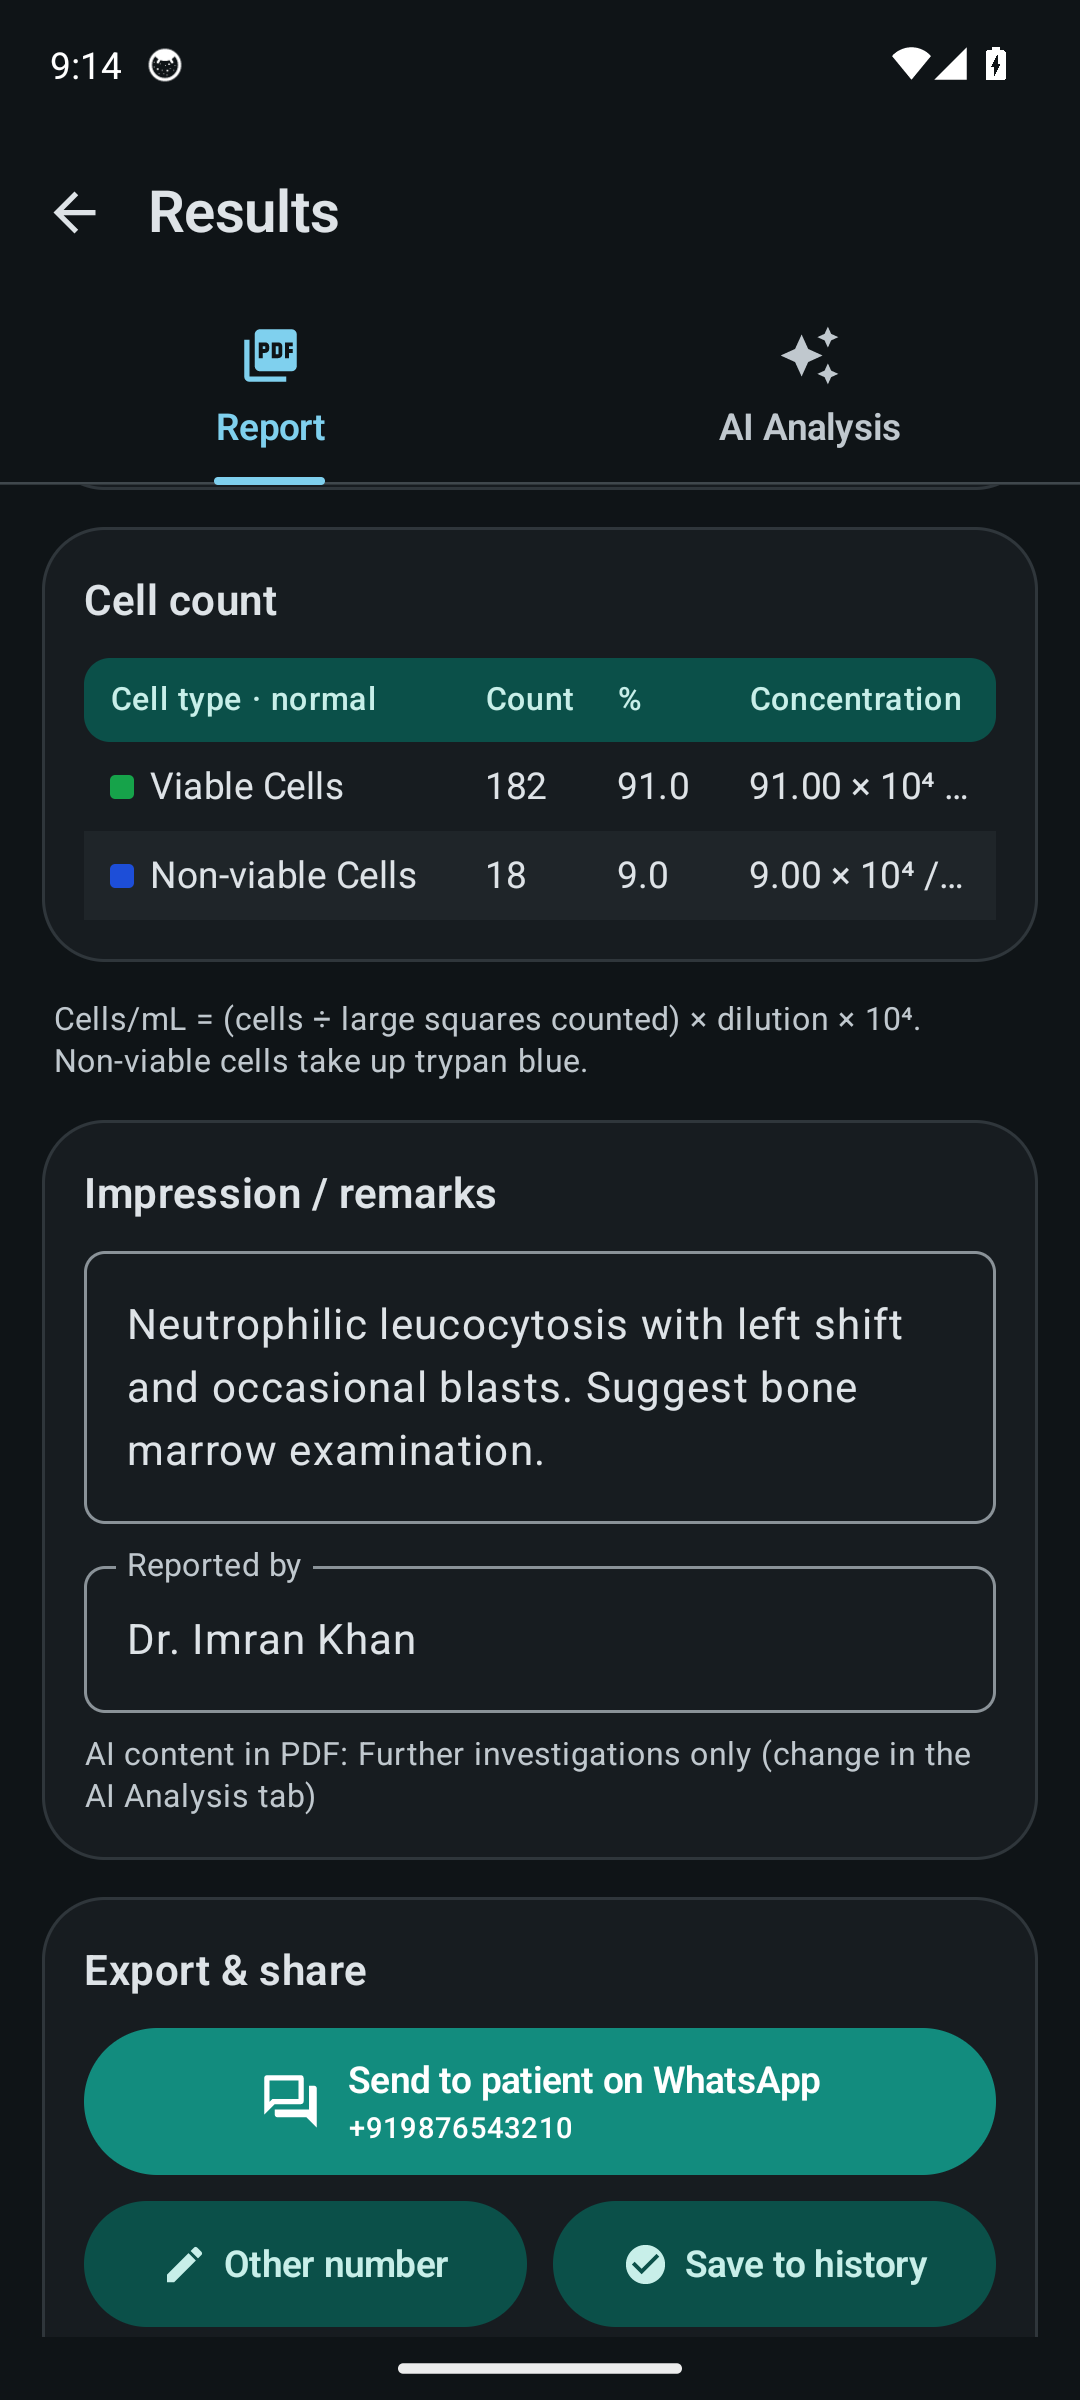 9:14
Results
PDF
Report
AI Analysis
Cell count
Cell type · normal Count % Concentration
Viable Cells 182 91.0 91.00 × 10⁴ ...
Non-viable Cells 18 9.0 9.00 × 10⁴ /...
Cells/mL = (cells ÷ large squares counted) × dilution × 10⁴.
Non-viable cells take up trypan blue.
Impression / remarks
Neutrophilic leucocytosis with left shift
and occasional blasts. Suggest bone
marrow examination.
Reported by
Dr. Imran Khan
AI content in PDF: Further investigations only (change in the
AI Analysis tab)
Export & share
Send to patient on WhatsApp
+919876543210
Other number
Save to history